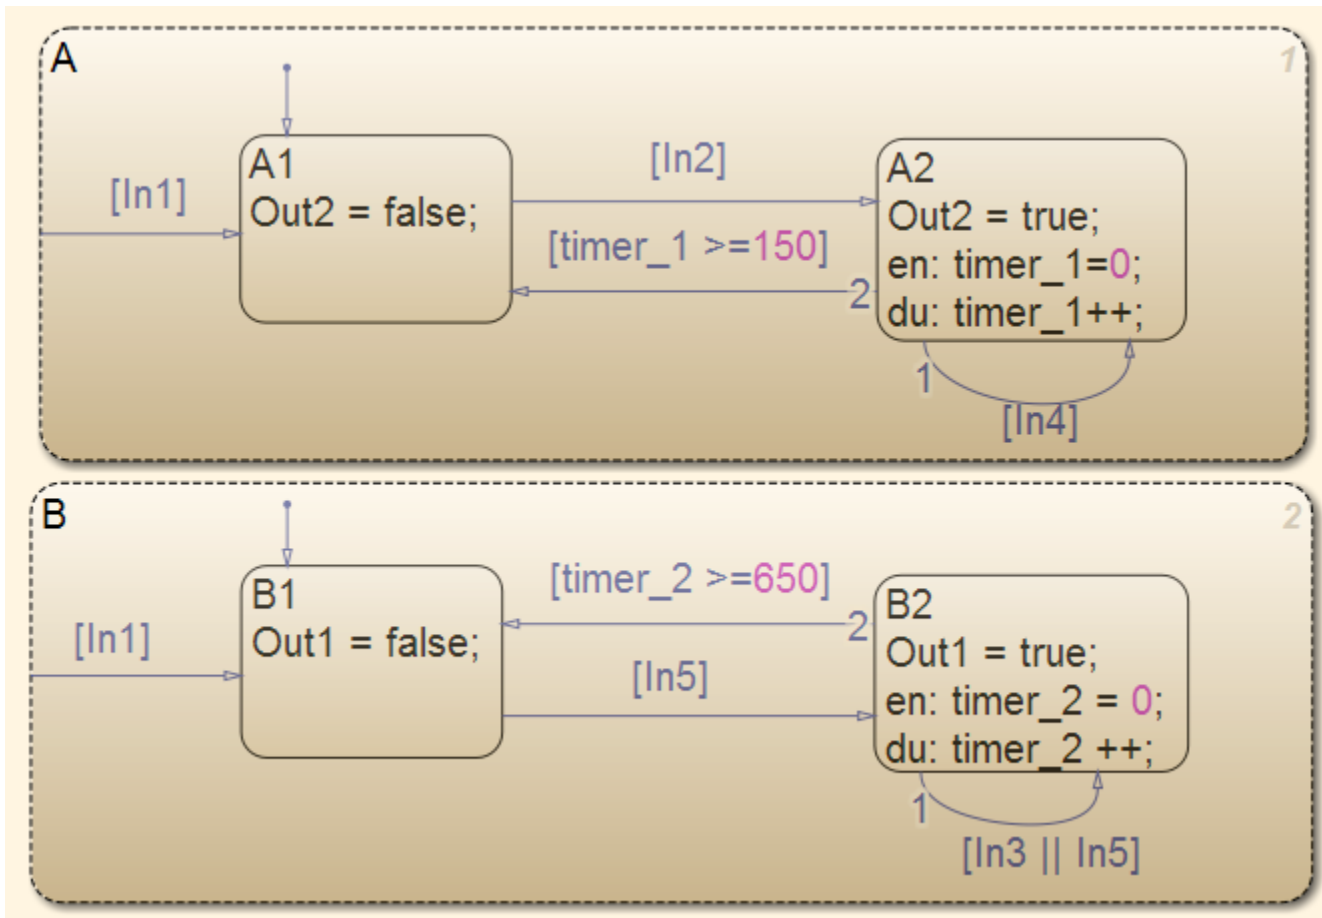 A
1
[In1]
A1
Out2 = false;
[In2]
[timer_1 >=150]
2
A2
Out2 = true;
en: timer_1=0;
du: timer_1++;
1
[In4]
B
2
[In1]
B1
Out1 = false;
[timer_2 >=650]
2
[In5]
B2
Out1 = true;
en: timer_2 = 0;
du: timer_2 ++;
1
[In3 || In5]